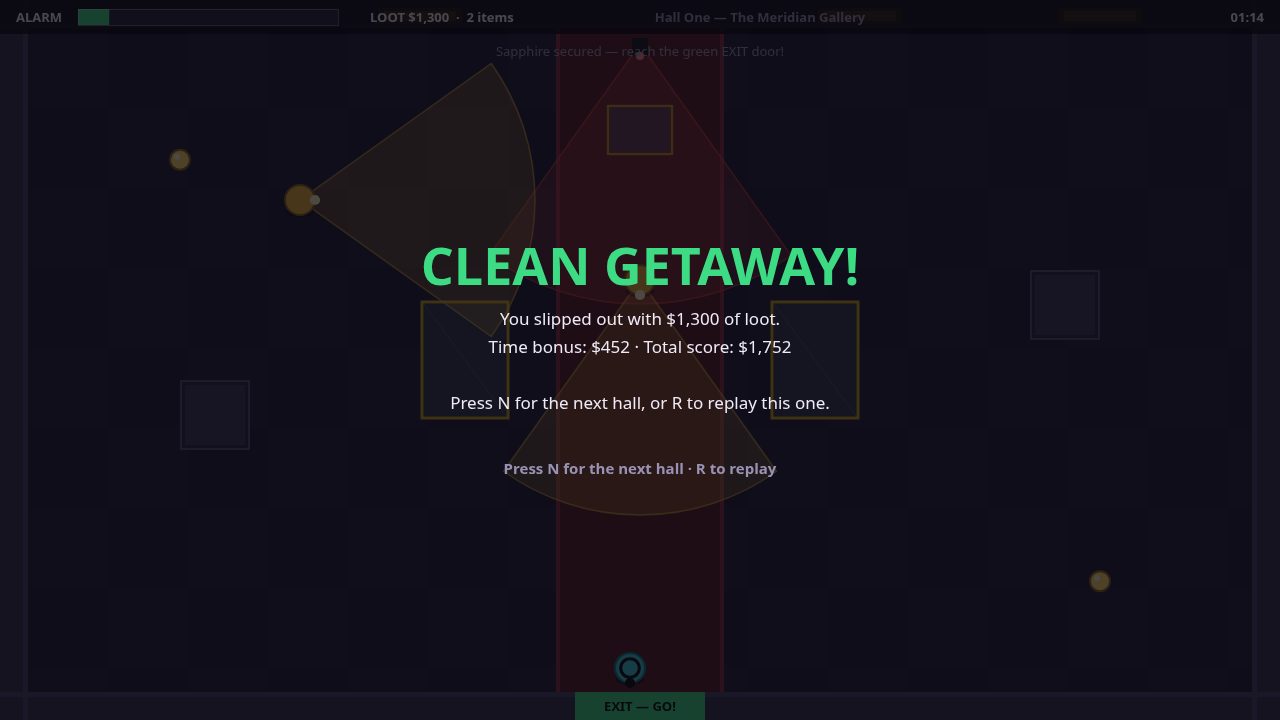 ALARM
LOOT $1,300 · 2 items
Hall One — The Meridian Gallery
01:14
Sapphire secured — reach the green EXIT door!
CLEAN GETAWAY!
You slipped out with $1,300 of loot.
Time bonus: $452 · Total score: $1,752
Press N for the next hall, or R to replay this one.
Press N for the next hall · R to replay
EXIT — GO!